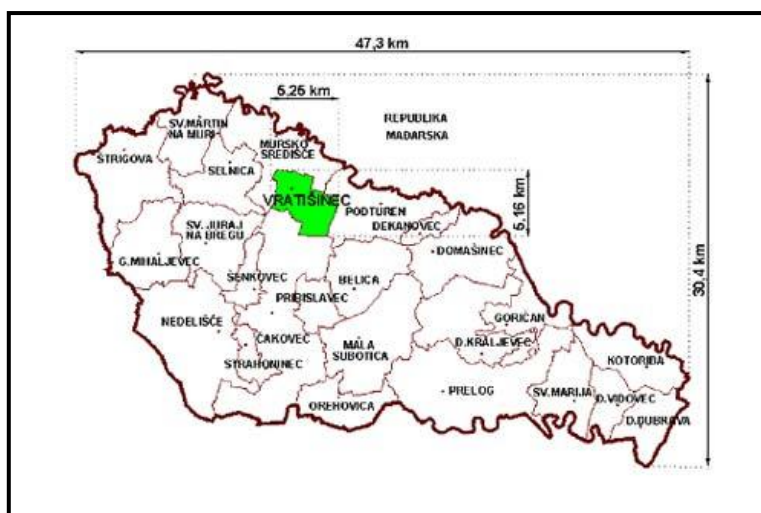 47,3 km
5,25 km
REPUBLIKA
MAĐARSKA
SV.MARTIN
NA MURI
MURSKO
SREDIŠĆE
ŠTRIGOVA
SELNICA
VRATIŠINEC
5,16 km
30,4 km
PODTUREN
DEKANOVEC
SV. JURAJ
NA BREGU
DOMAŠINEC
G.MIHALJEVEC
ŠENKOVEC
BELICA
PRIBISLAVEC
NEDELIŠĆE
GORIČAN
ČAKOVEC
MALA
SUBOTICA
D.KRALJEVEC
STRAHONINEC
KOTORIBA
PRELOG
SV.MARIJA
D.VIDOVEC
OREHOVICA
D.DUBRAVA